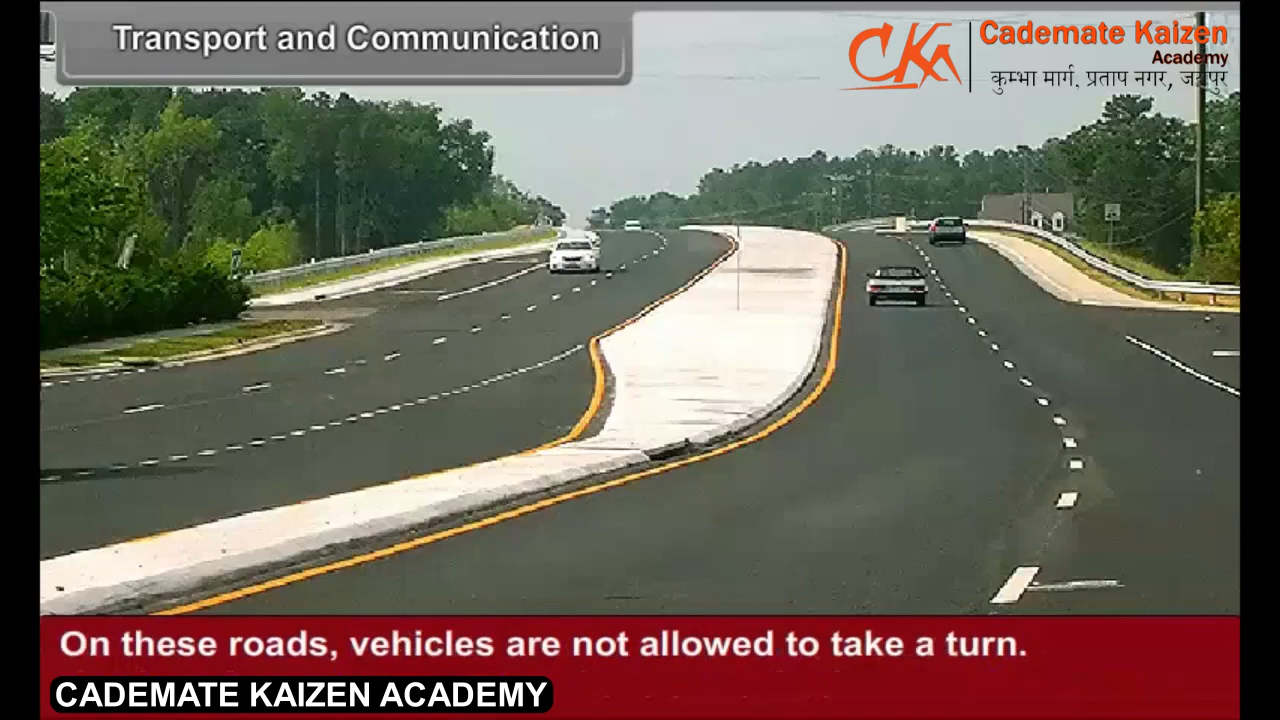 Transport and Communication
CKA
Cademate Kaizen
Academy
कुम्भा मार्ग, प्रताप नगर, जयपुर
On these roads, vehicles are not allowed to take a turn.
CADEMATE KAIZEN ACADEMY